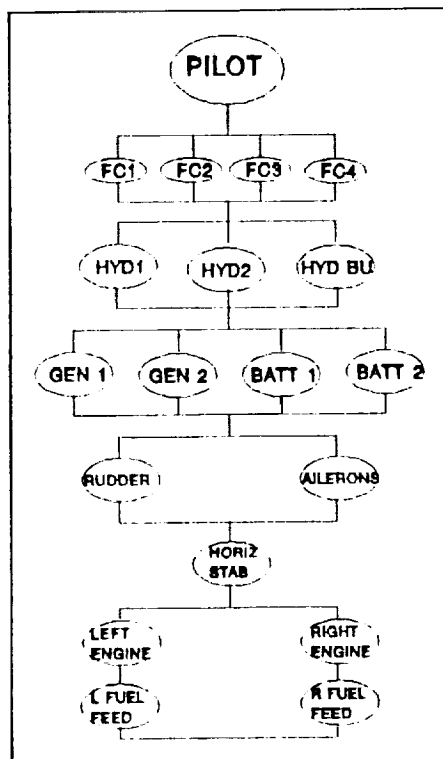 PILOT
FC1 FC2 FC3 FC4
HYD1 HYD2 HYD BU
GEN 1 GEN 2 BATT 1 BATT 2
RUDDER AILERONS
HORIZ
STAB
LEFT
ENGINE
RIGHT
ENGINE
L FUEL
FEED
R FUEL
FEED